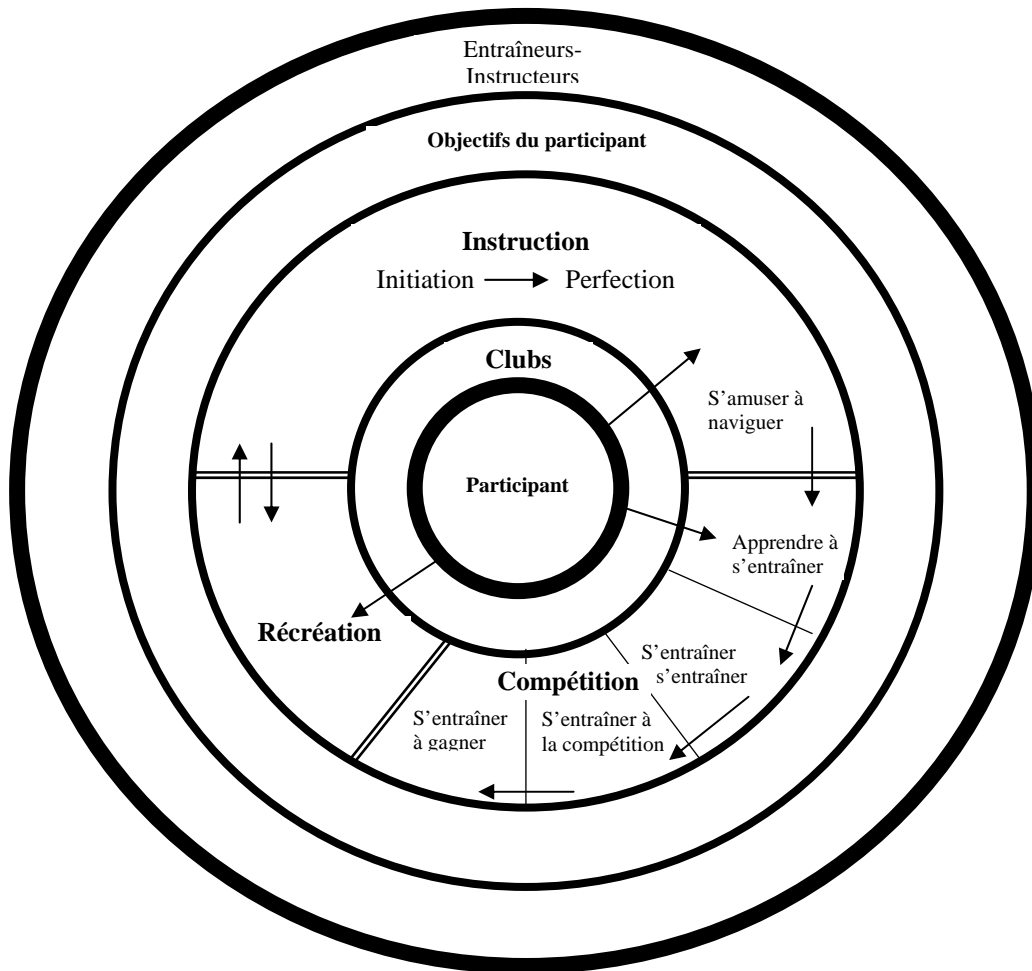 Entraîneurs-
Instructeurs
Objectifs du participant
Instruction
Initiation
Perfection
Clubs
S’amuser à
naviguer
Participant
Apprendre à
s’entraîner
Récréation
S’entraîner
s’entraîner
Compétition
S’entraîner
à gagner
S’entraîner à
la compétition